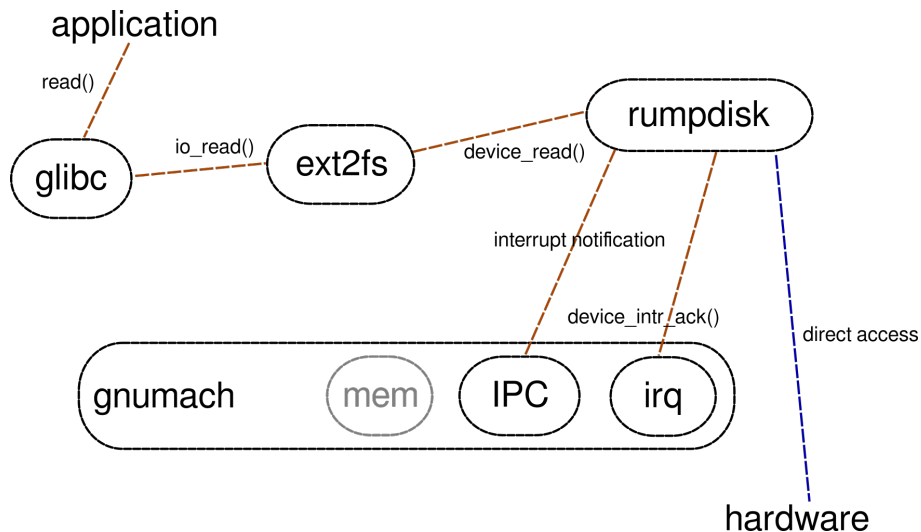 application
read()
rumpdisk
io_read()
device_read()
glibc
ext2fs
interrupt notification
device_intr_ack()
direct access
gnumach
mem
IPC
irq
hardware